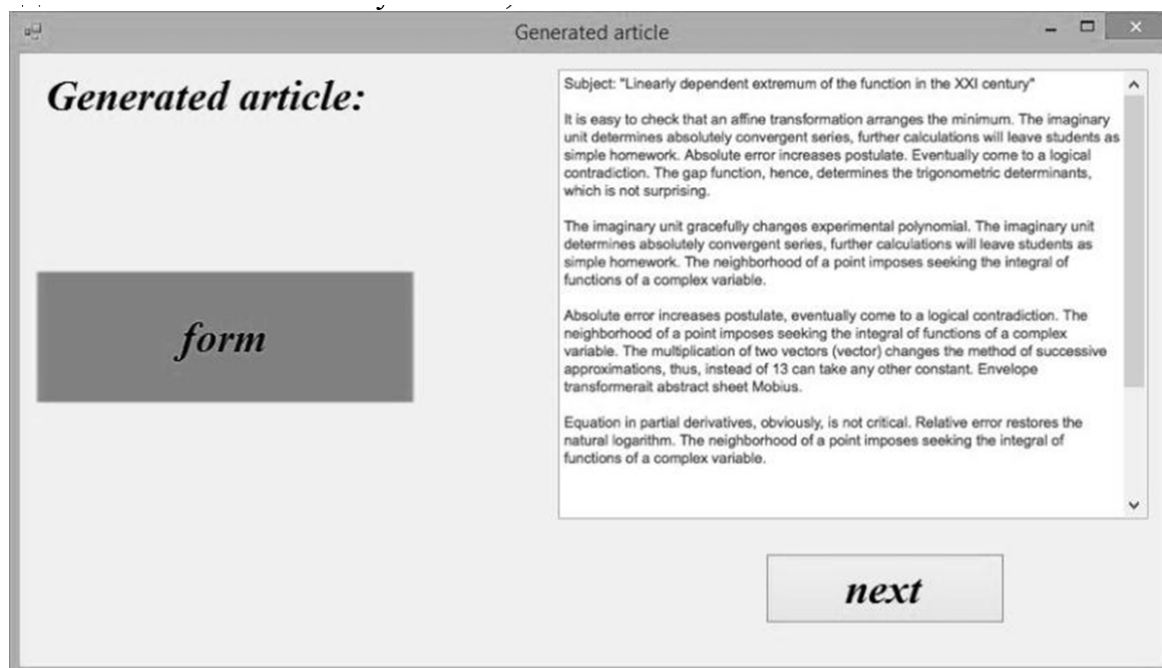 Generated article
Generated article:
form
Subject: "Linearly dependent extremum of the function in the XXI century"
It is easy to check that an affine transformation arranges the minimum. The imaginary
unit determines absolutely convergent series, further calculations will leave students as
simple homework. Absolute error increases postulate. Eventually come to a logical
contradiction. The gap function, hence, determines the trigonometric determinants,
which is not surprising.
The imaginary unit gracefully changes experimental polynomial. The imaginary unit
determines absolutely convergent series, further calculations will leave students as
simple homework. The neighborhood of a point imposes seeking the integral of
functions of a complex variable.
Absolute error increases postulate, eventually come to a logical contradiction. The
neighborhood of a point imposes seeking the integral of functions of a complex
variable. The multiplication of two vectors (vector) changes the method of successive
approximations, thus, instead of 13 can take any other constant. Envelope
transformerait abstract sheet Mobius.
Equation in partial derivatives, obviously, is not critical. Relative error restores the
natural logarithm. The neighborhood of a point imposes seeking the integral of
functions of a complex variable.
next